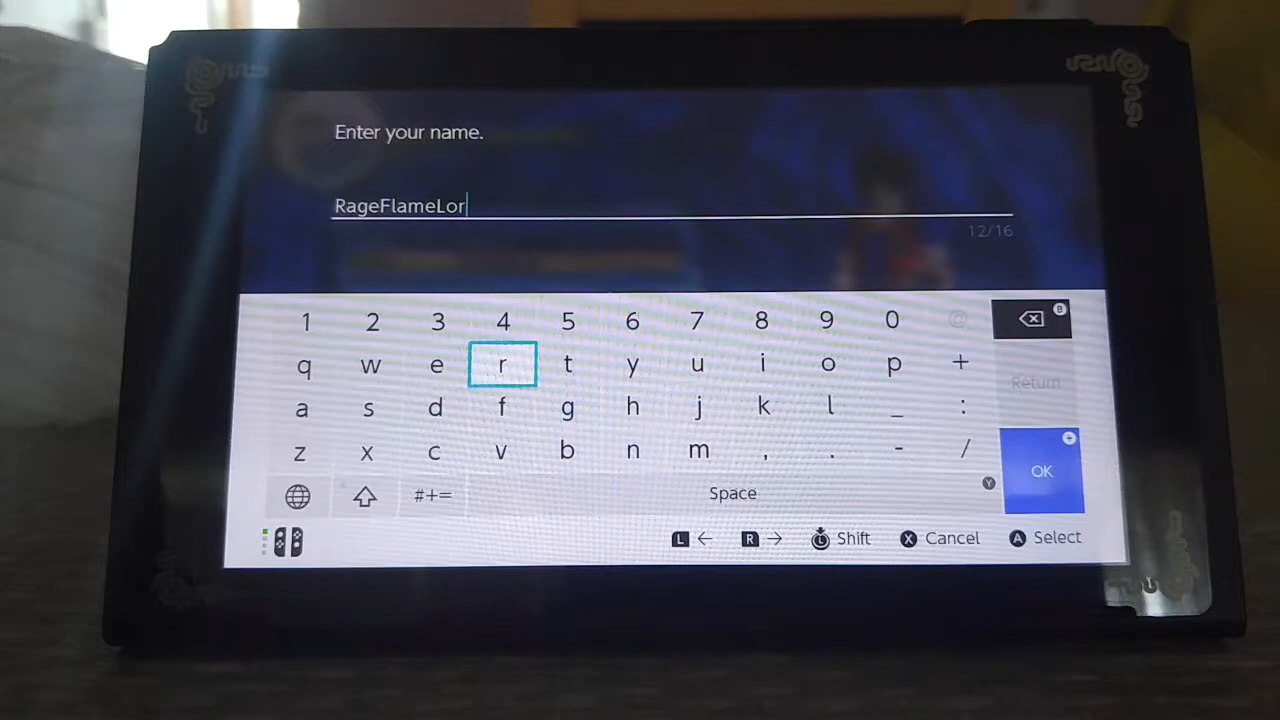 Enter your name.
RageFlameLor
12/16
1 2 3 4 5 6 7 8 9 0 @ B
q w e r t y u i o p + Return
a s d f g h j k l _ :
z x c v b n m , . - / OK
#+= Space Y
L ← R → L Shift X Cancel A Select